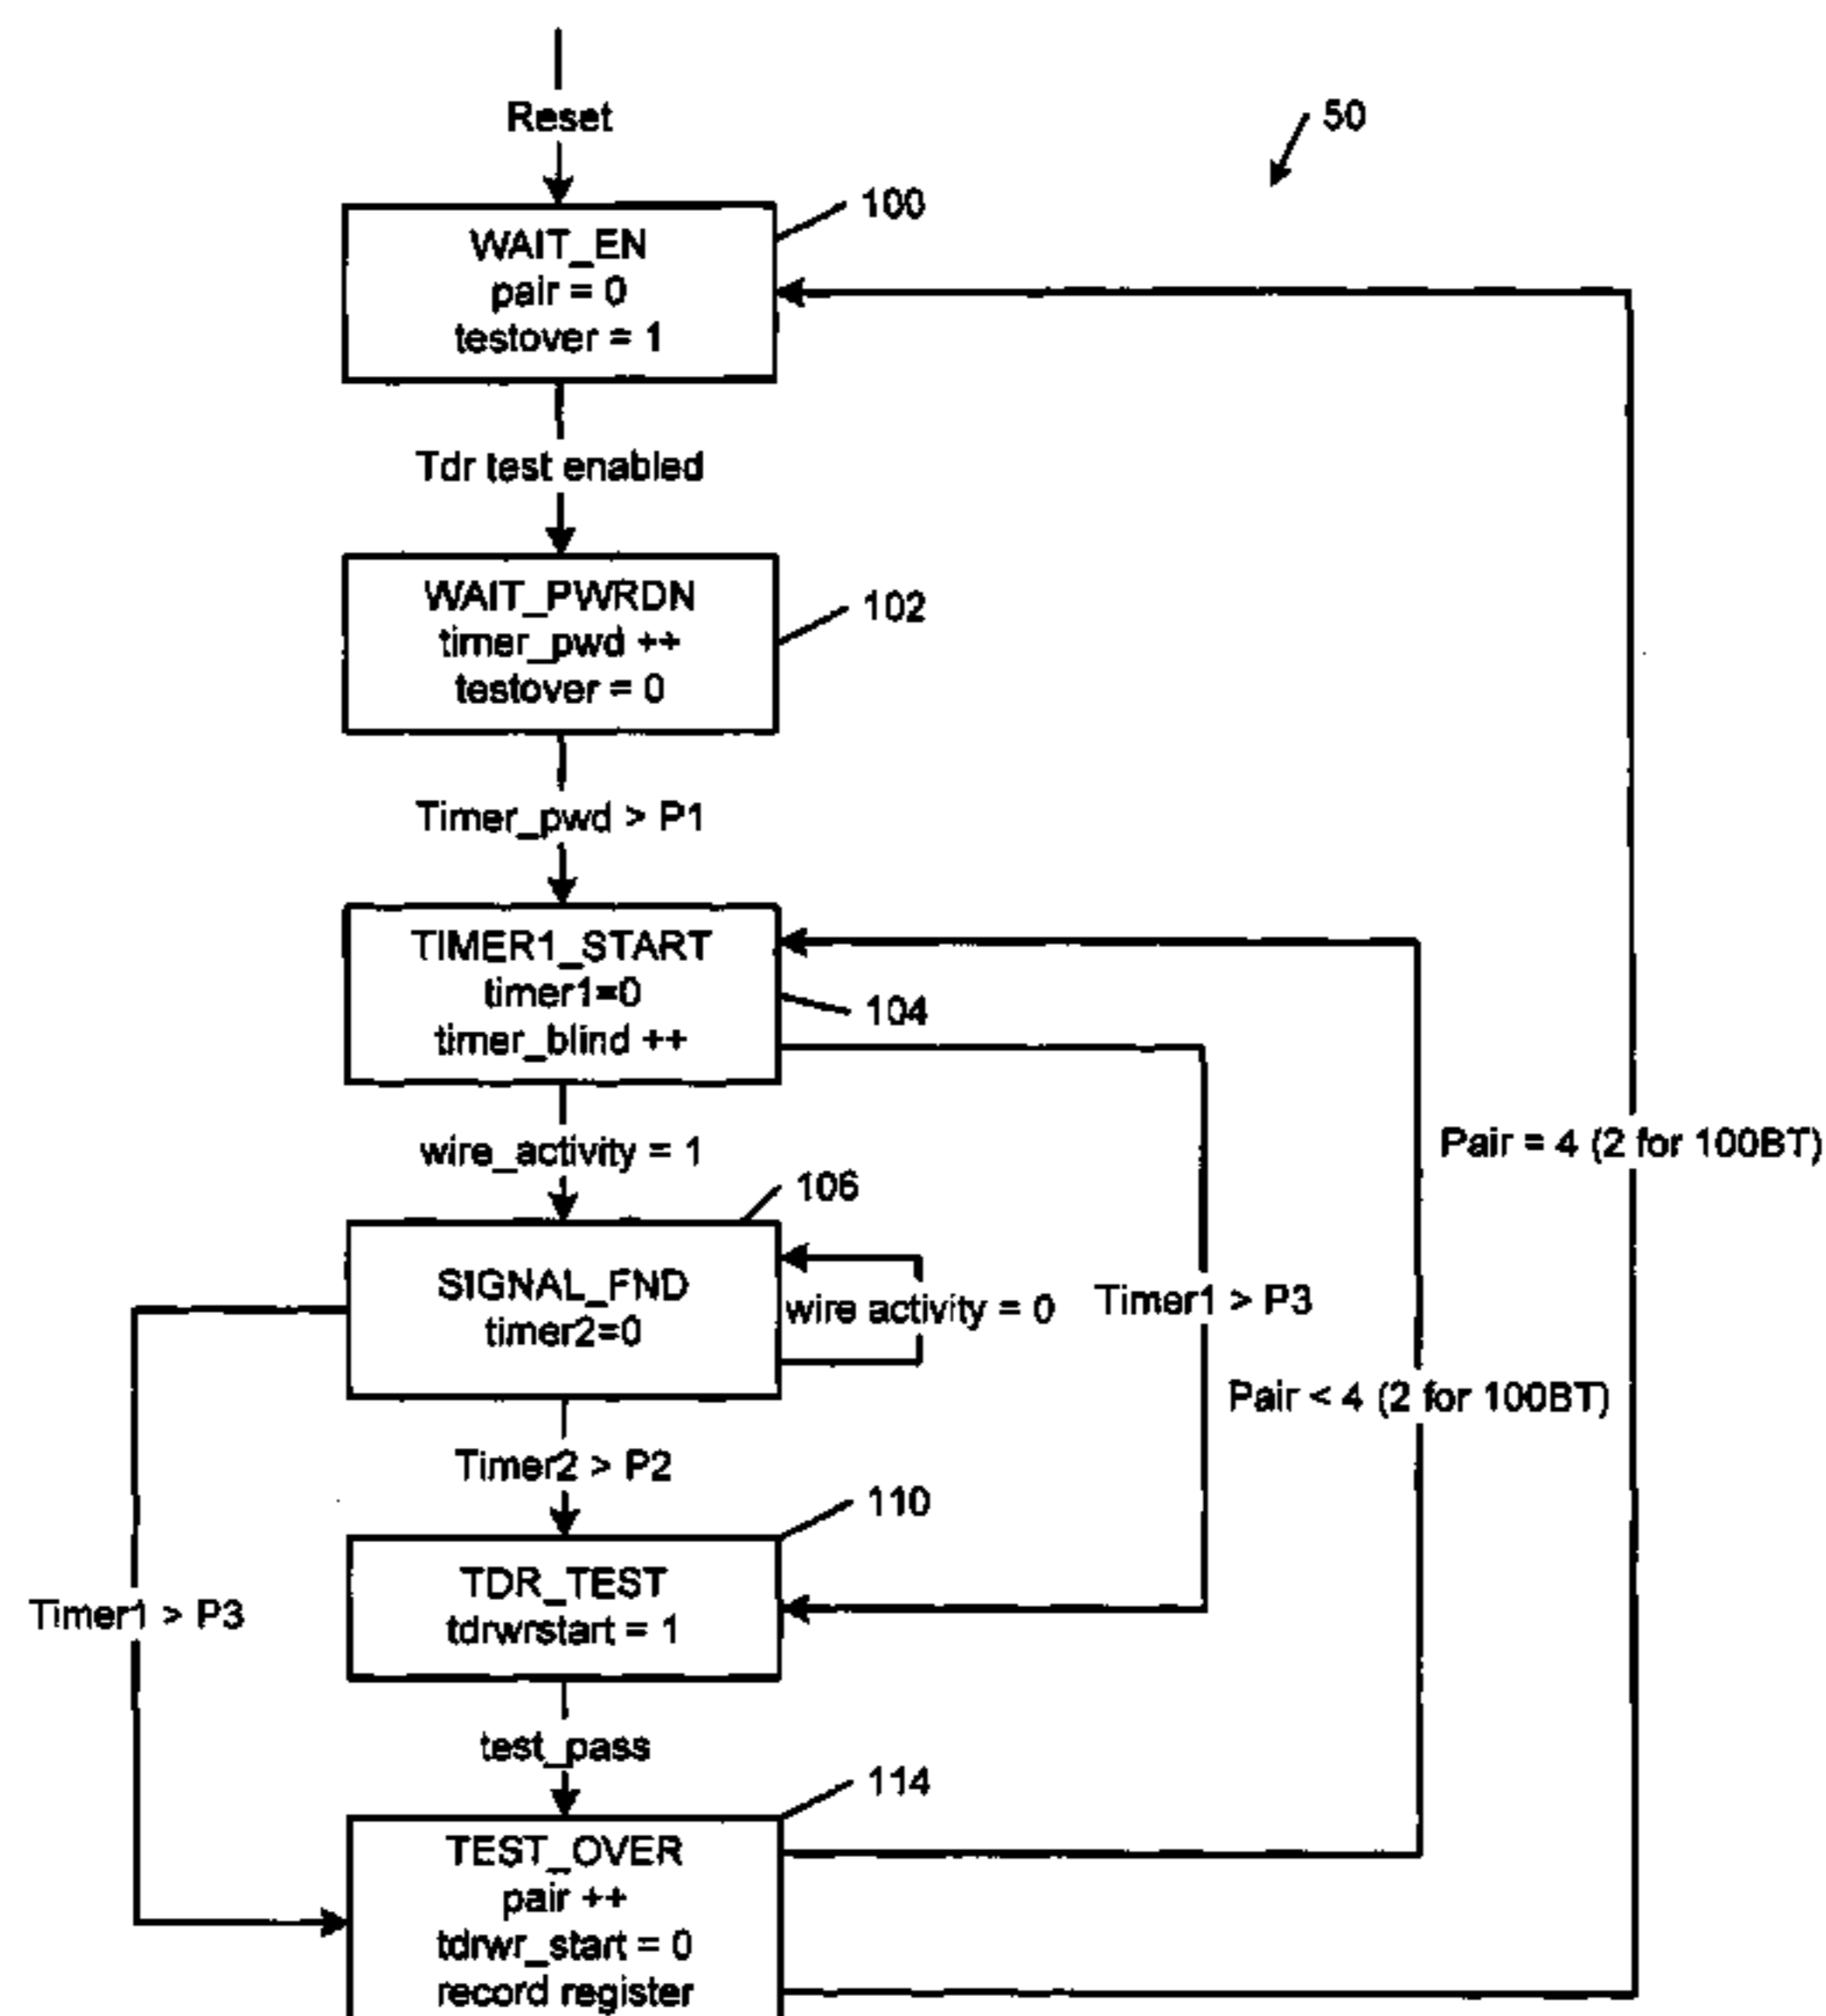 Reset
50
100
WAIT_EN
pair = 0
testover = 1
Tdr test enabled
WAIT_PWRDN
timer_pwd ++
testover = 0
102
Timer_pwd > P1
TIMER1_START
timer1=0
timer_blind ++
104
wire_activity = 1
Pair = 4 (2 for 100BT)
106
SIGNAL_FND
timer2=0
wire activity = 0
Timer1 > P3
Pair < 4 (2 for 100BT)
Timer2 > P2
110
TDR_TEST
tdrwrstart = 1
Timer1 > P3
test_pass
114
TEST_OVER
pair ++
tdrwr_start = 0
record register